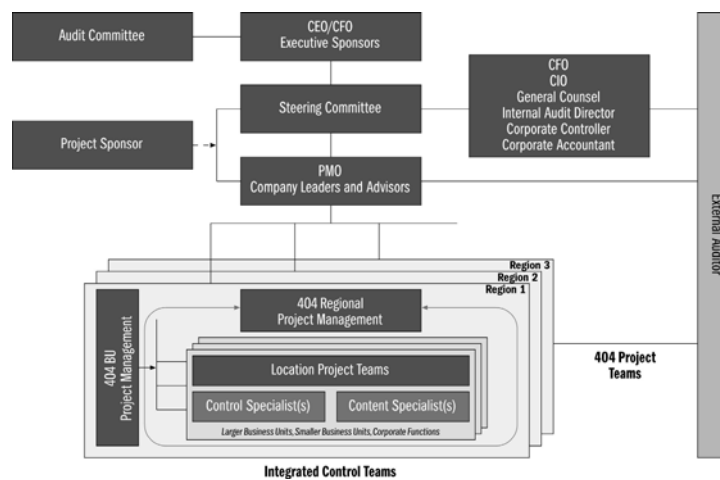 Audit Committee
CEO/CFO
Executive Sponsors
CFO
CIO
General Counsel
Internal Audit Director
Corporate Controller
Corporate Accountant
Steering Committee
Project Sponsor
PMO
Company Leaders and Advisors
External Auditor
Region 3
Region 2
Region 1
404 BU
Project Management
404 Regional
Project Management
Location Project Teams
Control Specialist(s)
Content Specialist(s)
Larger Business Units, Smaller Business Units, Corporate Functions
404 Project
Teams
Integrated Control Teams